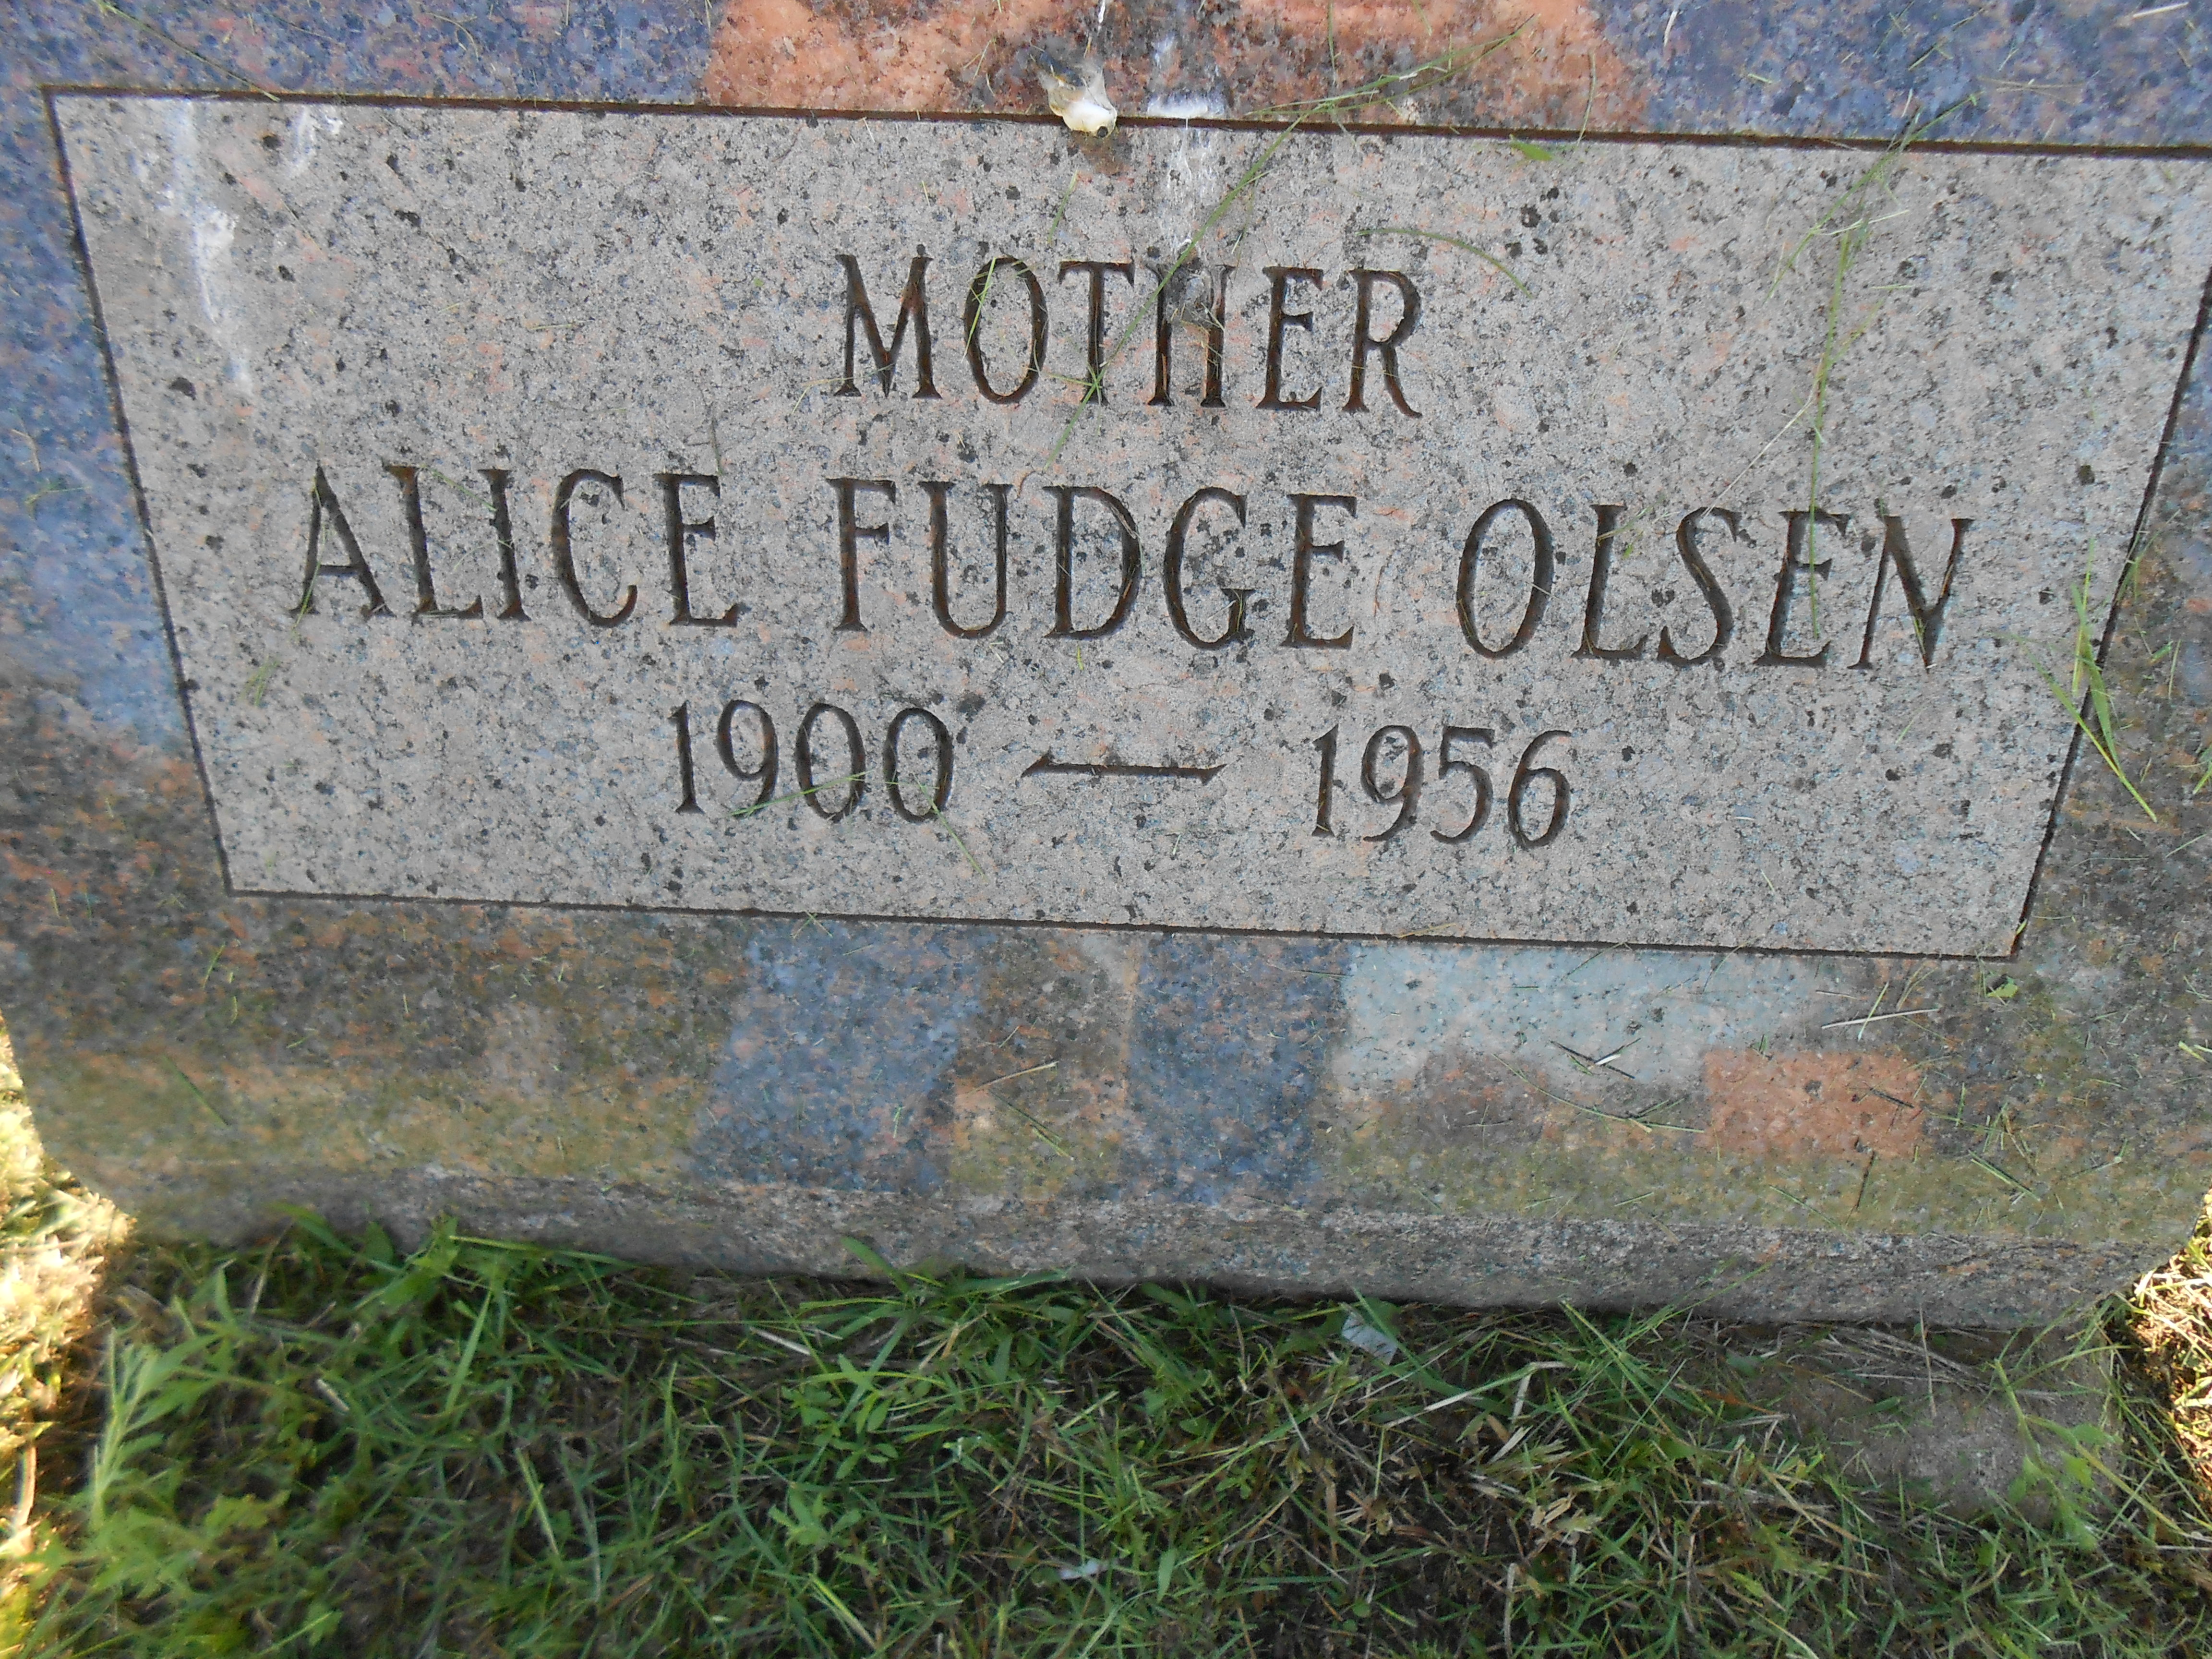 MOTHER
ALICE FUDGE OLSEN
1900 — 1956